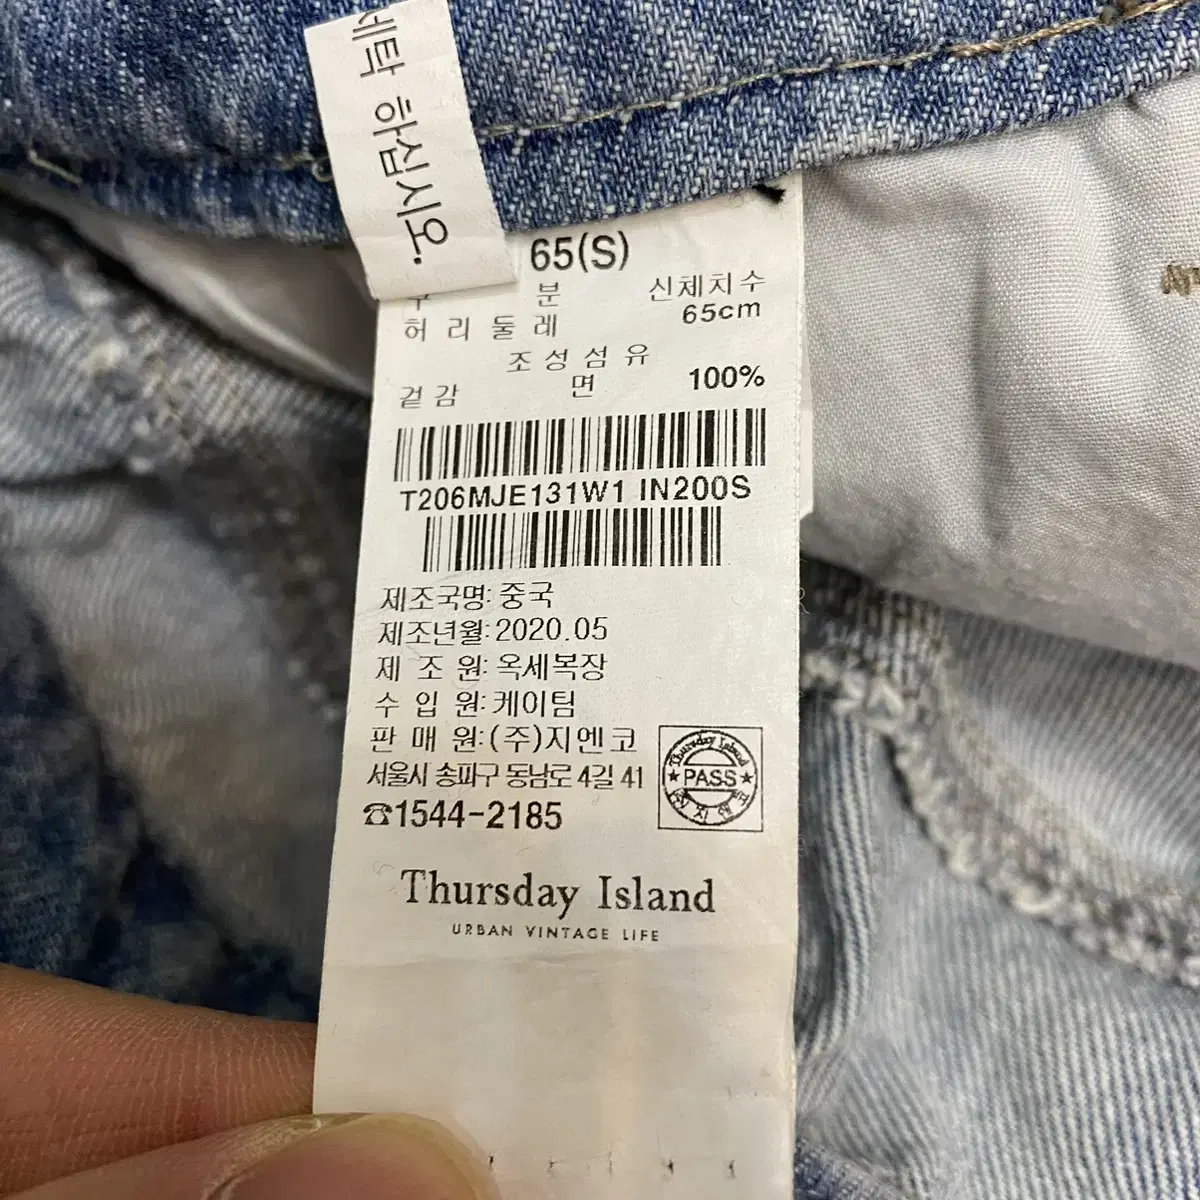 세탁 하십시오.
65(S)
구 분 신체치수
허 리 둘 레 65cm
조 성 섬 유
겉 감 면 100%
T206MJE131W1 IN200S
제조국명: 중국
제조년월: 2020.05
제 조 원: 옥세복장
수 입 원: 케이팀
판 매 원: (주)지엔코
서울시 송파구 동남로 4길 41
☎1544-2185
Thursday Island
PASS
Thursday Island
URBAN VINTAGE LIFE